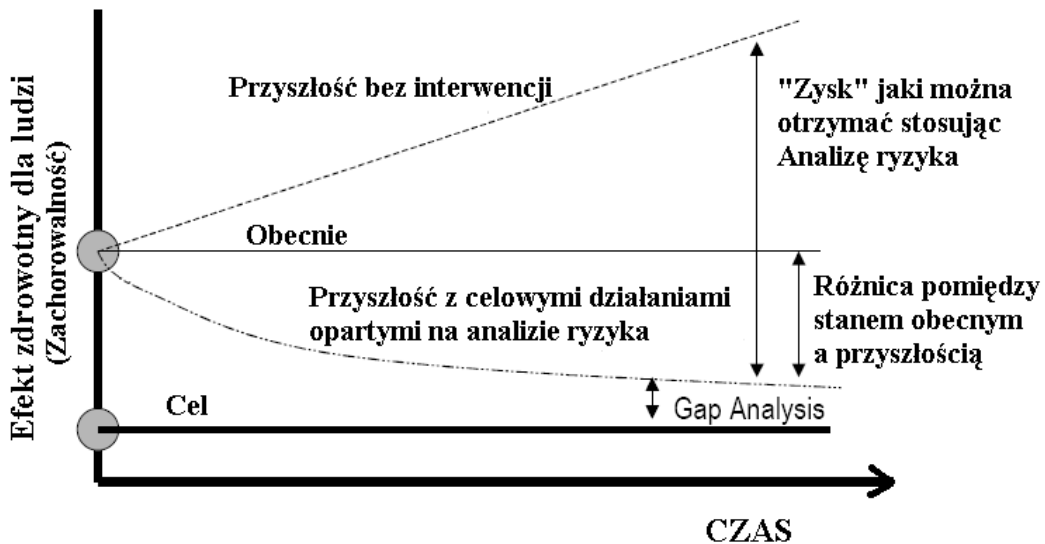 Efekt zdrowotny dla ludzi
(Zachorowalność)
Przyszłość bez interwencji
"Zysk" jaki można
otrzymać stosując
Analizę ryzyka
Obecnie
Przyszłość z celowymi działaniami
opartymi na analizie ryzyka
Różnica pomiędzy
stanem obecnym
a przyszłością
Cel
Gap Analysis
CZAS